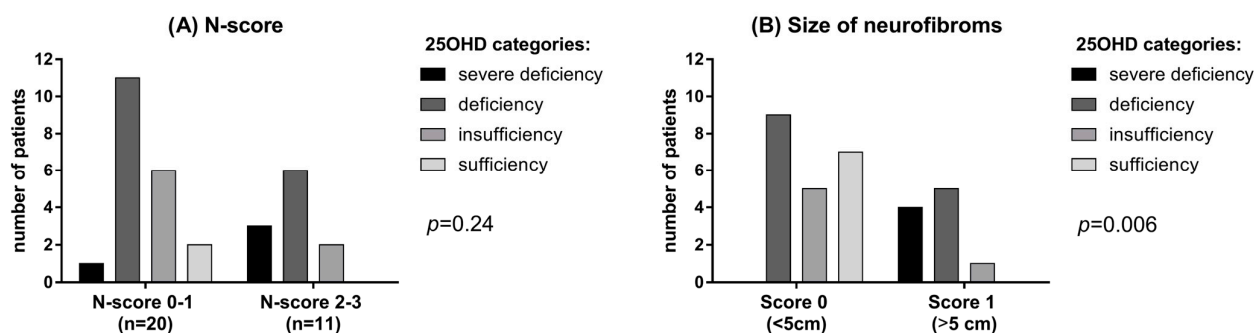 (A) N-score
number of patients
12
10
8
6
4
2
0
N-score 0-1
(n=20)
N-score 2-3
(n=11)
25OHD categories:
severe deficiency
deficiency
insufficiency
sufficiency
p=0.24
(B) Size of neurofibroms
number of patients
12
10
8
6
4
2
0
Score 0
(<5cm)
Score 1
(>5 cm)
25OHD categories:
severe deficiency
deficiency
insufficiency
sufficiency
p=0.006